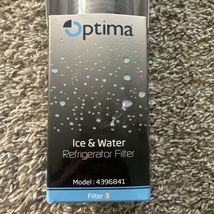 Optima
Ice & Water
Refrigerator Filter
Model : 4396841
Filter 3